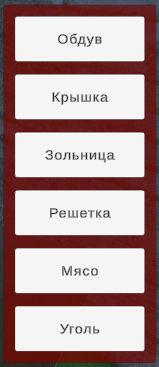 Обдув
Крышка
Зольница
Решетка
Мясо
Уголь